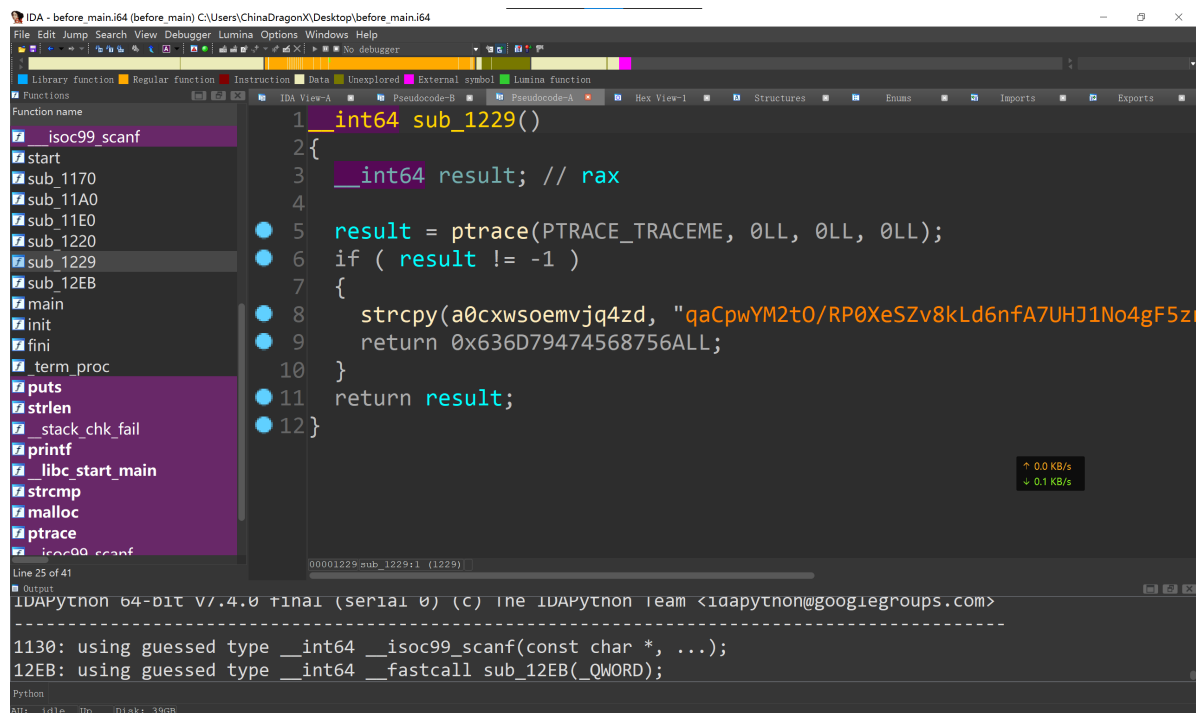 IDA - before_main.i64 (before_main) C:\Users\ChinaDragonX\Desktop\before_main.i64
File Edit Jump Search View Debugger Lumina Options Windows Help
No debugger
Library function Regular function Instruction Data Unexplored External symbol Lumina function
Functions
IDA View-A Pseudocode-B Pseudocode-A Hex View-1 Structures Enums Imports Exports
Function name
__isoc99_scanf
start
sub_1170
sub_11A0
sub_11E0
sub_1220
sub_1229
sub_12EB
main
init
fini
_term_proc
puts
strlen
__stack_chk_fail
printf
__libc_start_main
strcmp
malloc
ptrace
__isoc99_scanf
Line 25 of 41
1 __int64 sub_1229()
2 {
3 __int64 result; // rax
4
5 result = ptrace(PTRACE_TRACEME, 0LL, 0LL, 0LL);
6 if ( result != -1 )
7 {
8 strcpy(a0cxwsoemvjq4zd, "qaCpwYM2tO/RP0XeSZv8kLd6nfA7UHJ1No4gF5zr
9 return 0x636D79474568756ALL;
10 }
11 return result;
12 }
↑ 0.0 KB/s
↓ 0.1 KB/s
00001229 sub_1229:1 (1229)
Output
IDAPython 64-bit v7.4.0 final (serial 0) (c) The IDAPython Team <idapython@googlegroups.com>
1130: using guessed type __int64 __isoc99_scanf(const char *, ...);
12EB: using guessed type __int64 __fastcall sub_12EB(_QWORD);
Python
AU: idle Up Disk: 39GB